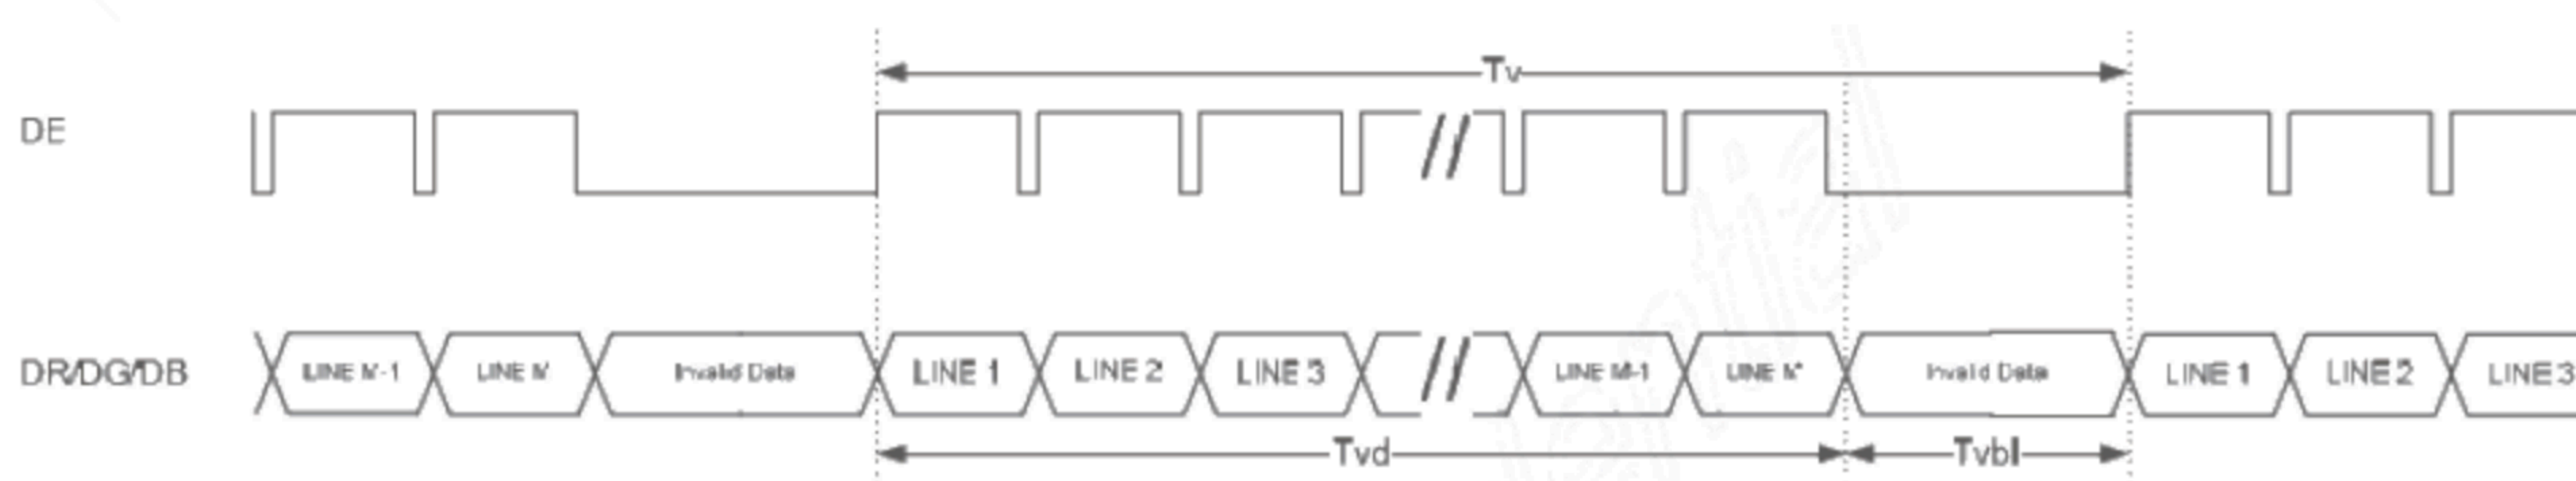 Tv
DE
DR/DG/DB
LINE M-1
LINE M
Invalid Data
LINE 1
LINE 2
LINE 3
LINE M-1
LINE M
Invalid Data
LINE 1
LINE 2
LINE 3
Tvd
Tvbl